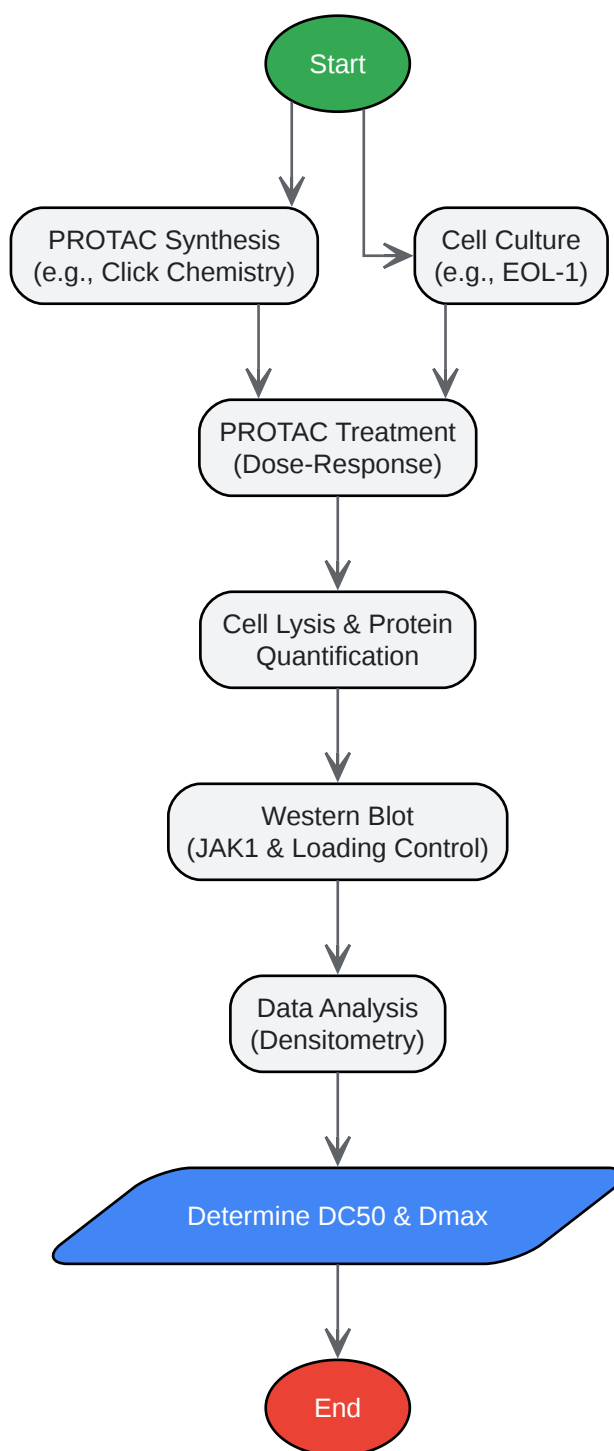 Start
PROTAC Synthesis
(e.g., Click Chemistry)
Cell Culture
(e.g., EOL-1)
PROTAC Treatment
(Dose-Response)
Cell Lysis & Protein
Quantification
Western Blot
(JAK1 & Loading Control)
Data Analysis
(Densitometry)
Determine DC50 & Dmax
End